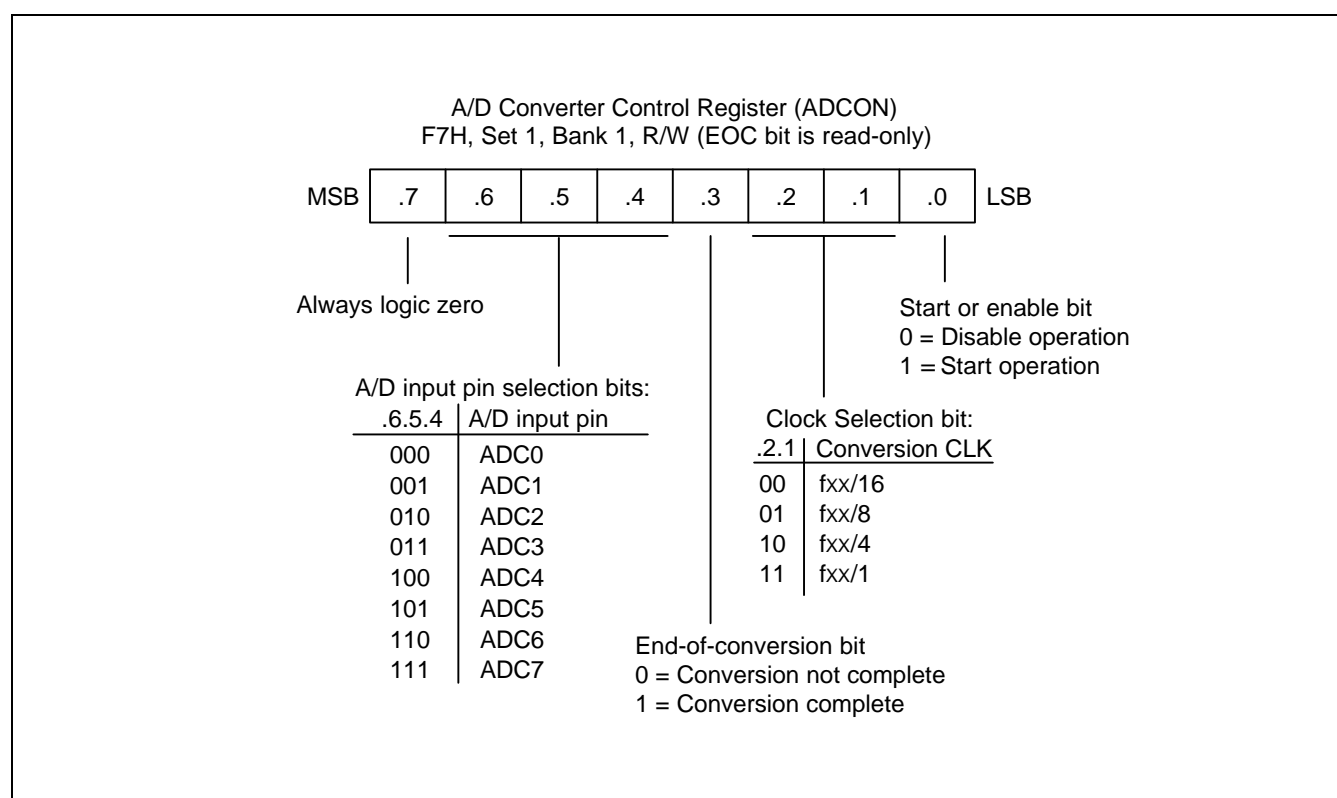 A/D Converter Control Register (ADCON)
F7H, Set 1, Bank 1, R/W (EOC bit is read-only)
MSB .7 .6 .5 .4 .3 .2 .1 .0 LSB
Always logic zero
Start or enable bit
0 = Disable operation
1 = Start operation
A/D input pin selection bits:
.6.5.4 A/D input pin
000 ADC0
001 ADC1
010 ADC2
011 ADC3
100 ADC4
101 ADC5
110 ADC6
111 ADC7
Clock Selection bit:
.2.1 Conversion CLK
00 fxx/16
01 fxx/8
10 fxx/4
11 fxx/1
End-of-conversion bit
0 = Conversion not complete
1 = Conversion complete